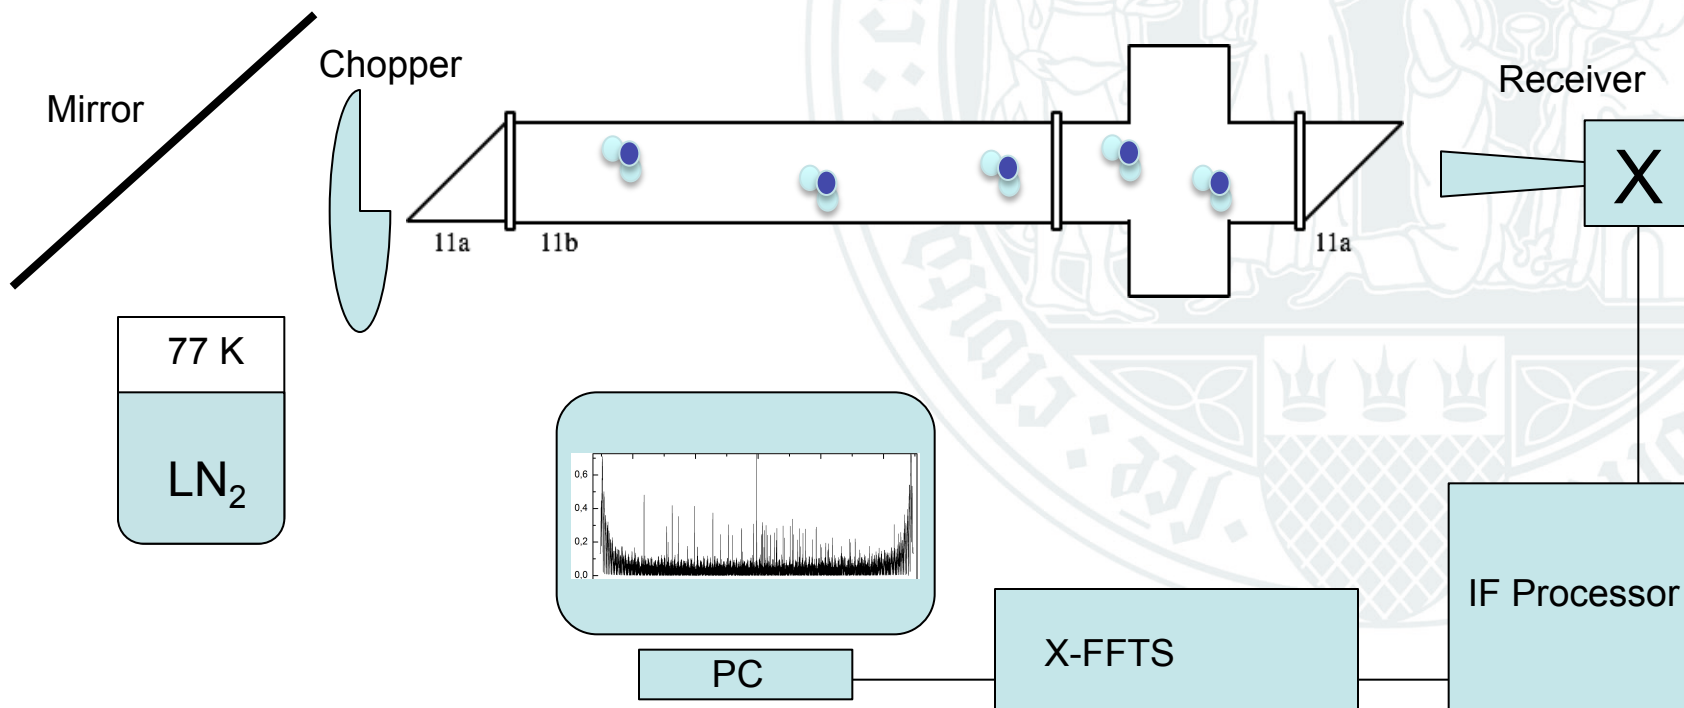 Chopper
Mirror
Receiver
X
11a
11b
11a
77 K
LN₂
0,6
0,4
0,2
0,0
IF Processor
X-FFTS
PC